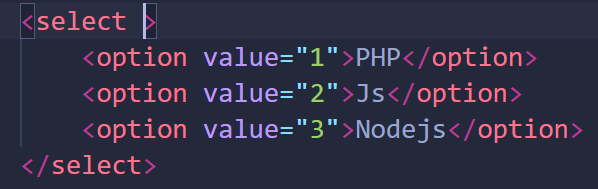 <select >
    <option value="1">PHP</option>
    <option value="2">Js</option>
    <option value="3">Nodejs</option>
</select>